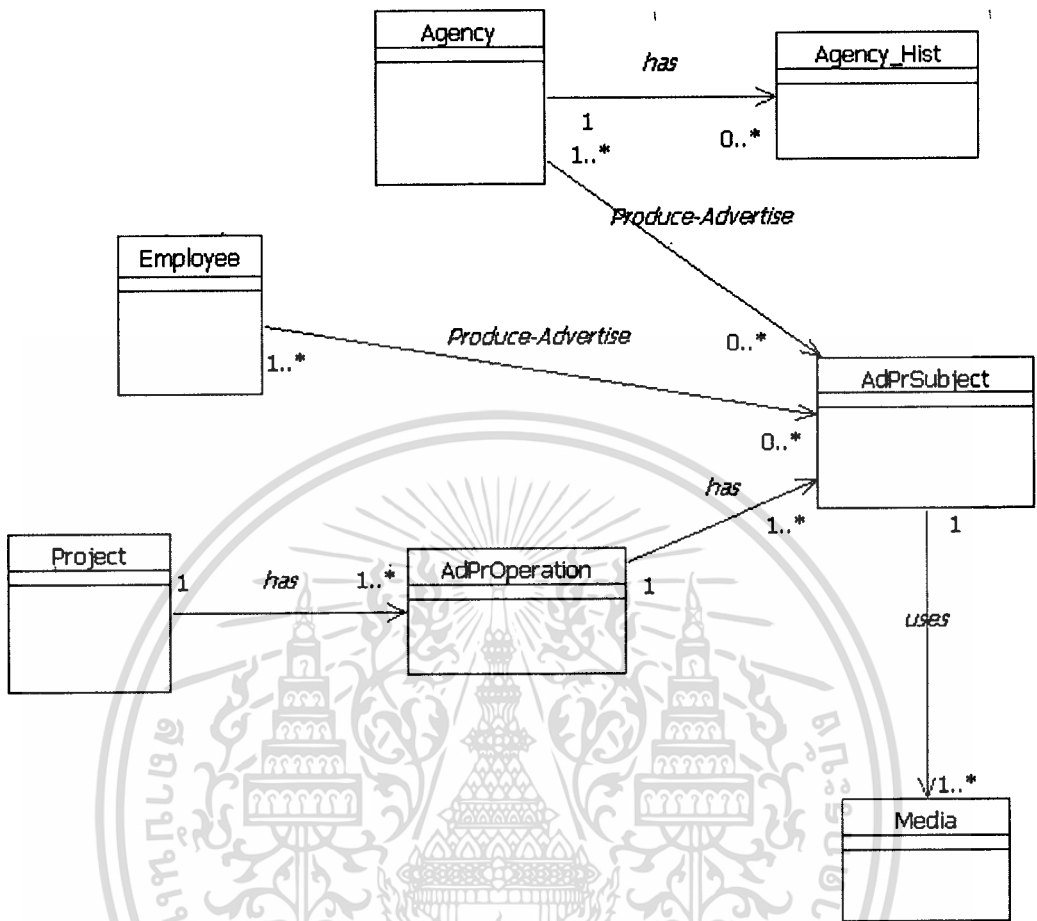 Agency
has
Agency_Hist
1
0..*
1..*
Produce-Advertise
Employee
Produce-Advertise
0..*
1..*
AdPrSubject
0..*
has
1..*
1
Project
1
has
1..*
AdPrOperation
1
uses
1..*
Media